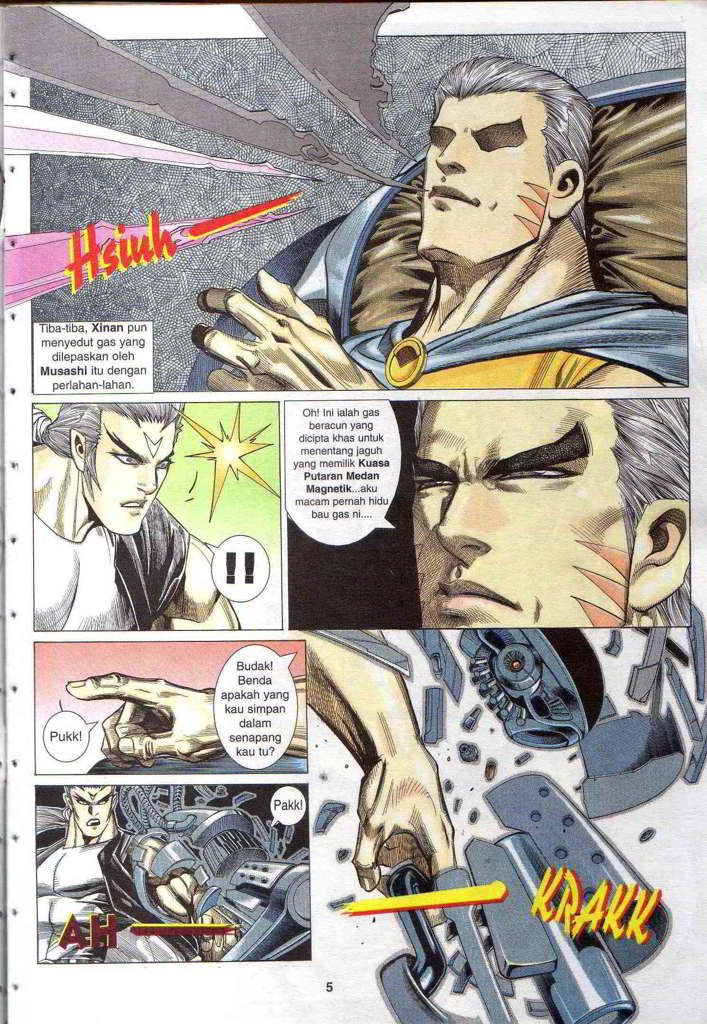 Hsiuh
Tiba-tiba, Xinan pun
menyedut gas yang
dilepaskan oleh
Musashi itu dengan
perlahan-lahan.
!!
Oh! Ini ialah gas
beracun yang
dicipta khas untuk
menentang jaguh
yang memilik Kuasa
Putaran Medan
Magnetik...aku
macam pernah hidu
bau gas ni....
Budak!
Benda
apakah yang
kau simpan
dalam
senapang
kau tu?
Pukk!
Pakk!
AH
KRAKK
5